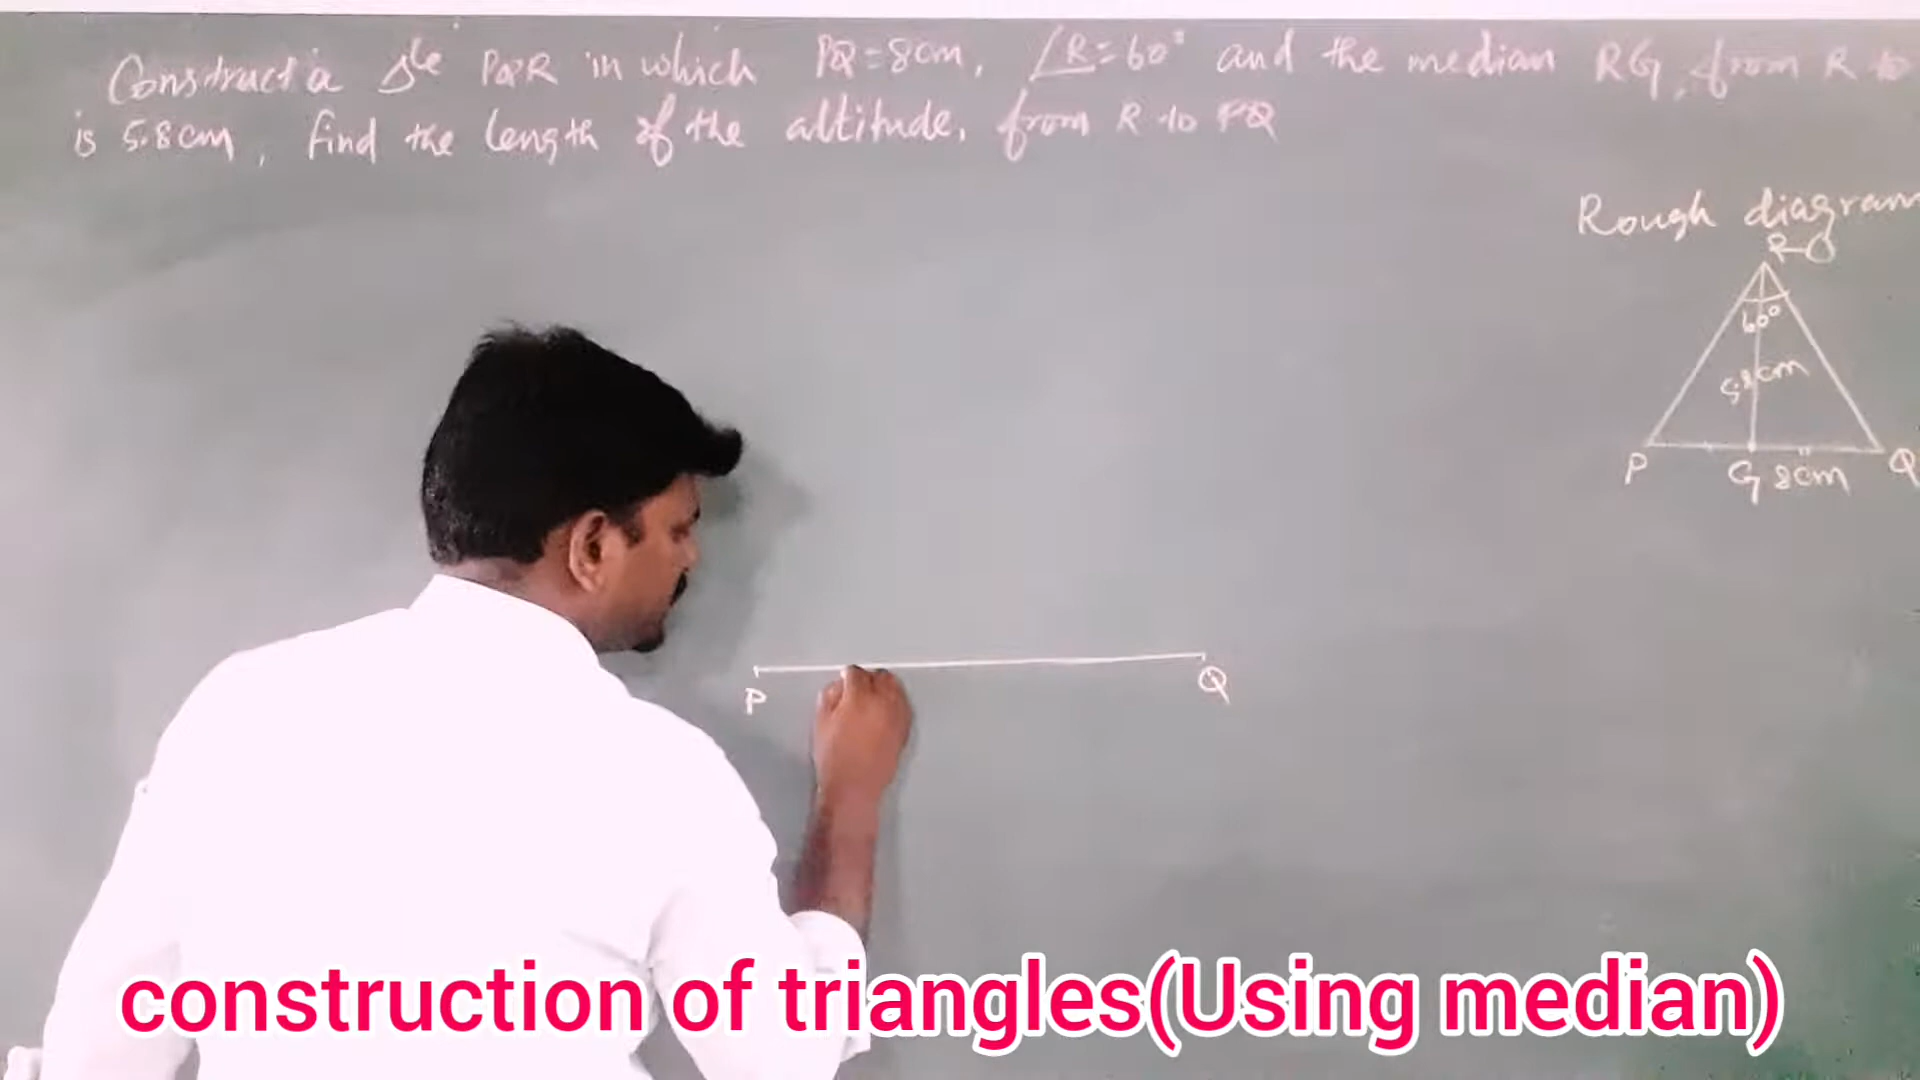 Construct a Δle PQR in which PQ = 8cm, ∠R = 60° and the median RG, from R to
is 5.8cm, find the length of the altitude, from R to PQ
Rough diagram
R
60°
5.8cm
P G 8cm Q
P Q
construction of triangles(Using median)